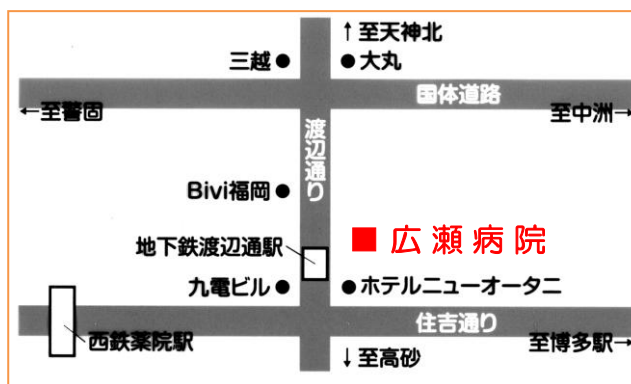 ↑至天神北
三越●
●大丸
国体道路
←至警固
至中洲→
渡辺通り
Bivi福岡●
地下鉄渡辺通駅
■広瀬病院
九電ビル●
●ホテルニューオータニ
住吉通り
西鉄薬院駅
至博多駅→
↓至高砂